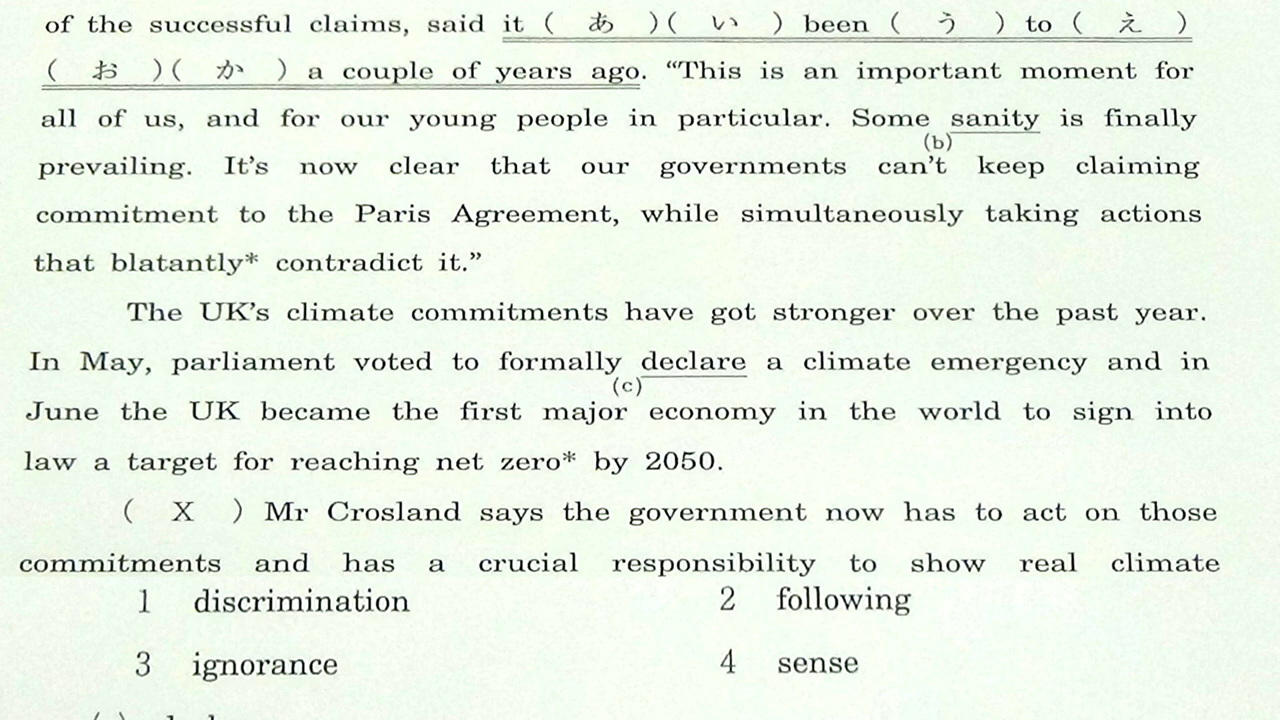 of the successful claims, said it ( あ )( い ) been ( う ) to ( え )
( お )( か ) a couple of years ago. “This is an important moment for
all of us, and for our young people in particular. Some sanity is finally
(b)
prevailing. It’s now clear that our governments can’t keep claiming
commitment to the Paris Agreement, while simultaneously taking actions
that blatantly* contradict it.”
The UK’s climate commitments have got stronger over the past year.
In May, parliament voted to formally declare a climate emergency and in
(c)
June the UK became the first major economy in the world to sign into
law a target for reaching net zero* by 2050.
( X ) Mr Crosland says the government now has to act on those
commitments and has a crucial responsibility to show real climate
1 discrimination 2 following
3 ignorance 4 sense